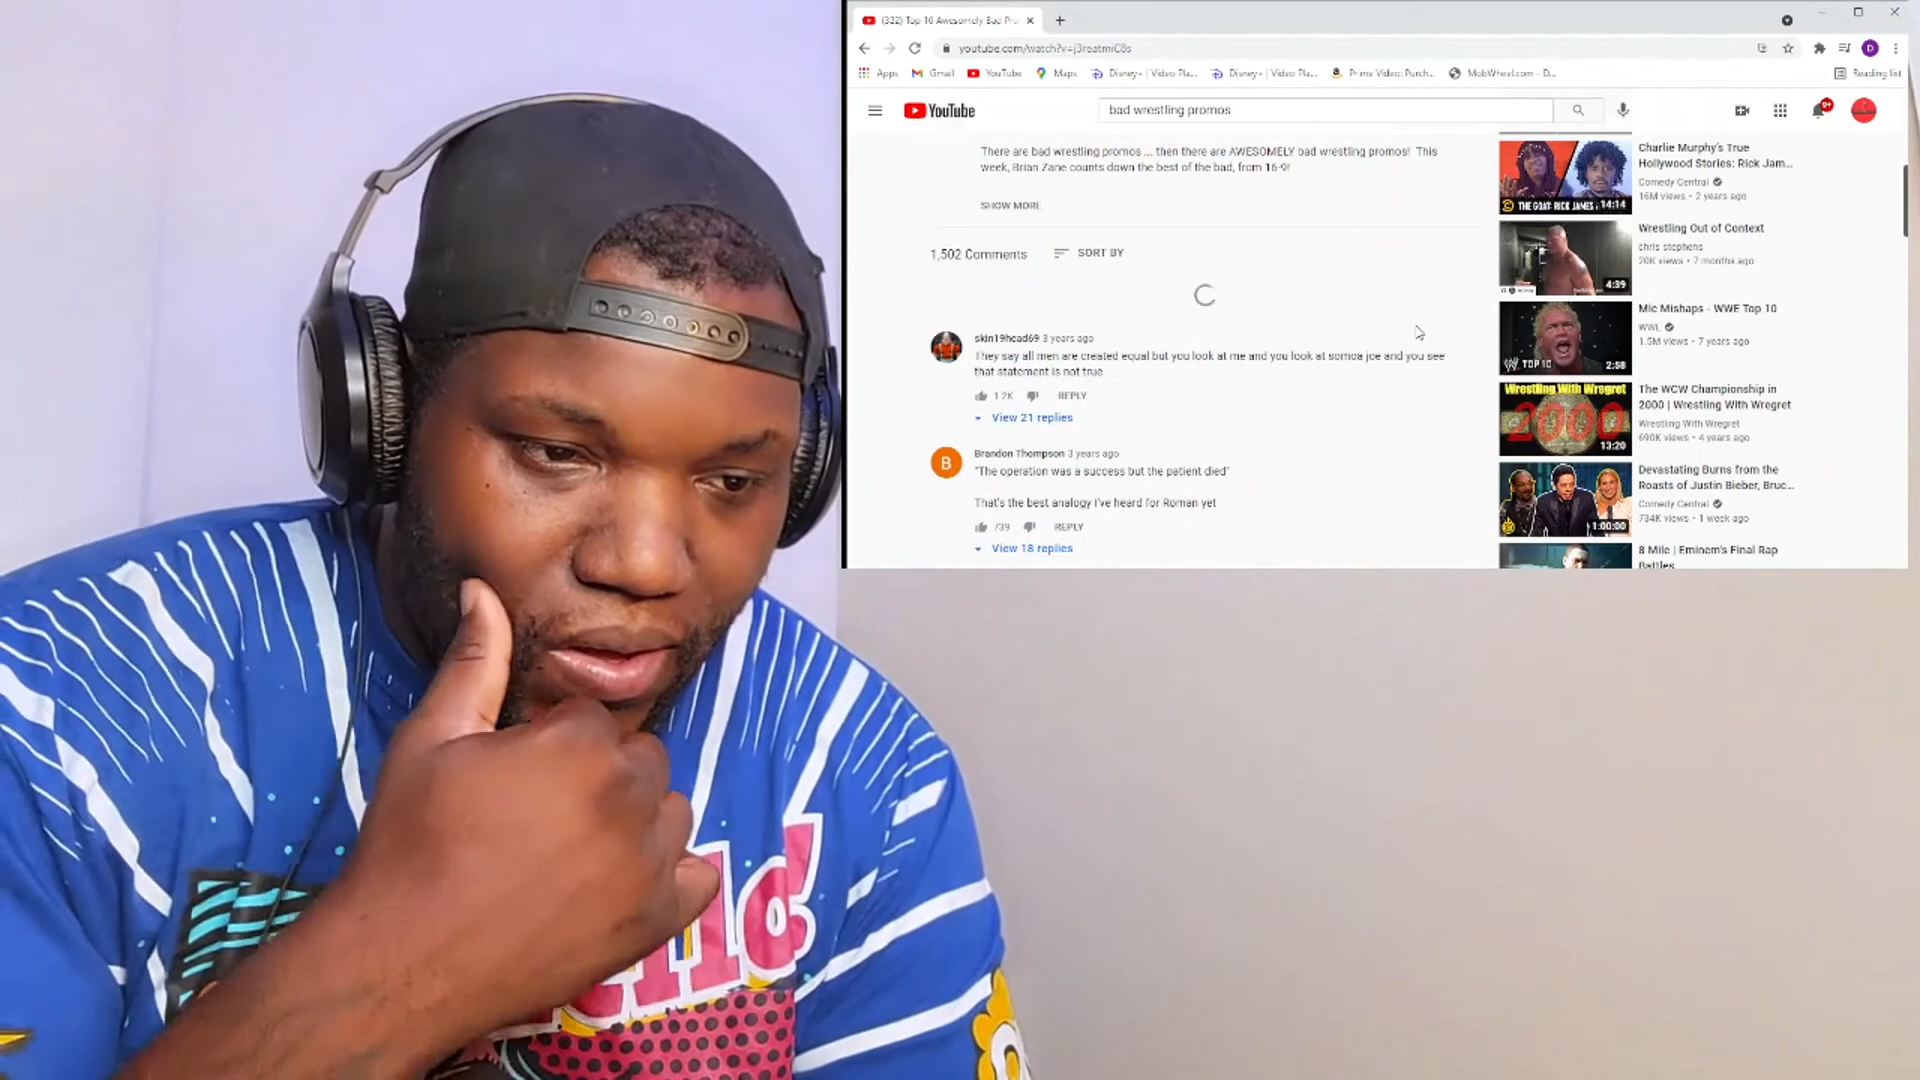 (322) Top 16 Awesomely Bad Pro
youtube.com/watch?v=j3reatmiC8s
Apps
Gmail
YouTube
Maps
Disney+ | Video Pla...
Disney+ | Video Pla...
Prime Video: Purch...
MobWheel.com - D...
Reading list
D
YouTube
bad wrestling promos
9+
There are bad wrestling promos ... then there are AWESOMELY bad wrestling promos! This
week, Brian Zane counts down the best of the bad, from 16-9!
SHOW MORE
1,502 Comments
SORT BY
skin19head69 3 years ago
They say all men are created equal but you look at me and you look at somoa joe and you see
that statement is not true
1.2K
REPLY
View 21 replies
B
Brandon Thompson 3 years ago
"The operation was a success but the patient died"
That's the best analogy I've heard for Roman yet
739
REPLY
View 18 replies
THE GOAT: RICK JAMES
14:14
Charlie Murphy's True
Hollywood Stories: Rick Jam...
Comedy Central
16M views • 2 years ago
4:39
Wrestling Out of Context
chris stephens
20K views • 7 months ago
TOP 10
2:58
Mic Mishaps - WWE Top 10
WWE
1.5M views • 7 years ago
Wrestling With Wregret
2000
13:20
The WCW Championship in
2000 | Wrestling With Wregret
Wrestling With Wregret
690K views • 4 years ago
1:00:00
Devastating Burns from the
Roasts of Justin Bieber, Bruc...
Comedy Central
734K views • 1 week ago
8 Mile | Eminem's Final Rap
Battles